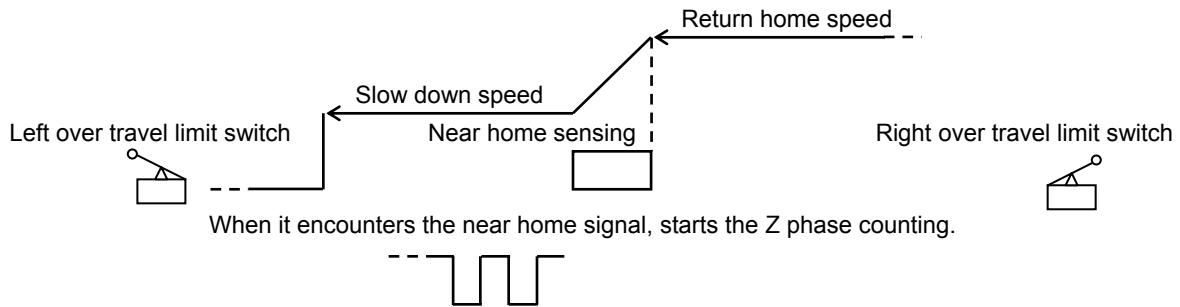 Return home speed
Slow down speed
Left over travel limit switch
Near home sensing
Right over travel limit switch
When it encounters the near home signal, starts the Z phase counting.